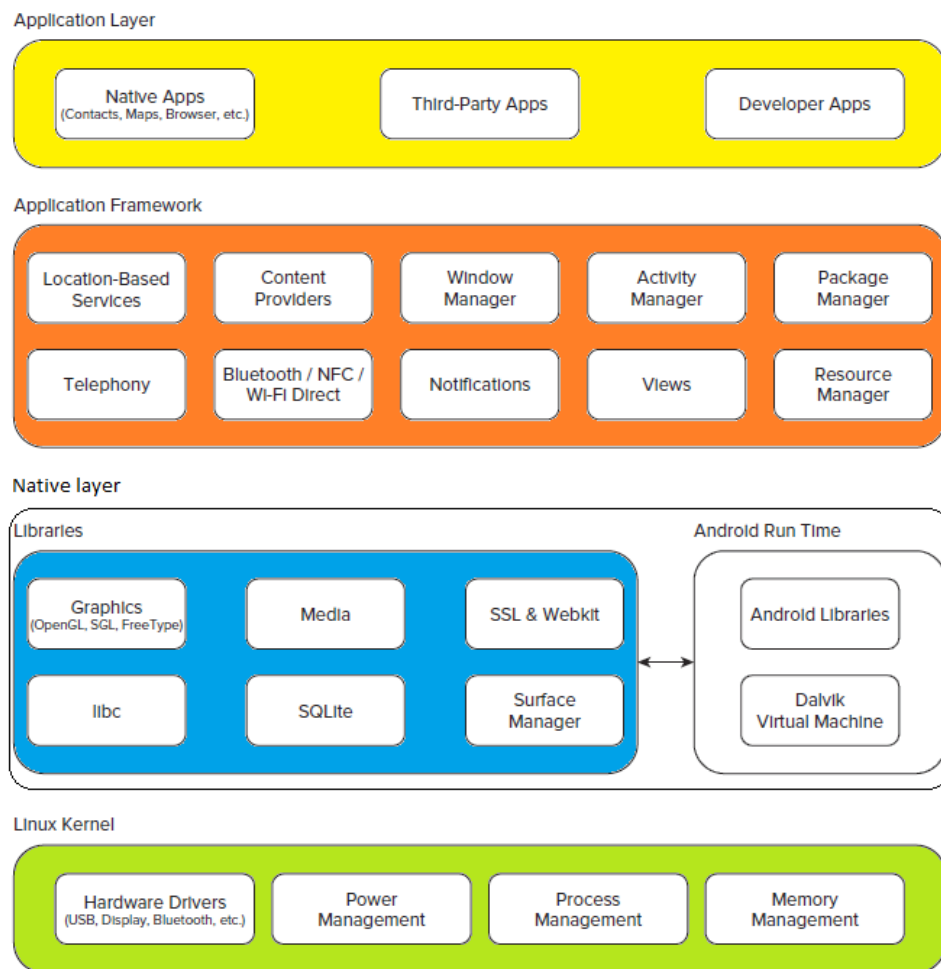 Application Layer
Native Apps
(Contacts, Maps, Browser, etc.)
Third-Party Apps
Developer Apps
Application Framework
Location-Based
Services
Content
Providers
Window
Manager
Activity
Manager
Package
Manager
Telephony
Bluetooth / NFC /
Wi-Fi Direct
Notifications
Views
Resource
Manager
Native layer
Libraries
Graphics
(OpenGL, SGL, FreeType)
Media
SSL & Webkit
libc
SQLite
Surface
Manager
Android Run Time
Android Libraries
Dalvik
Virtual Machine
Linux Kernel
Hardware Drivers
(USB, Display, Bluetooth, etc.)
Power
Management
Process
Management
Memory
Management